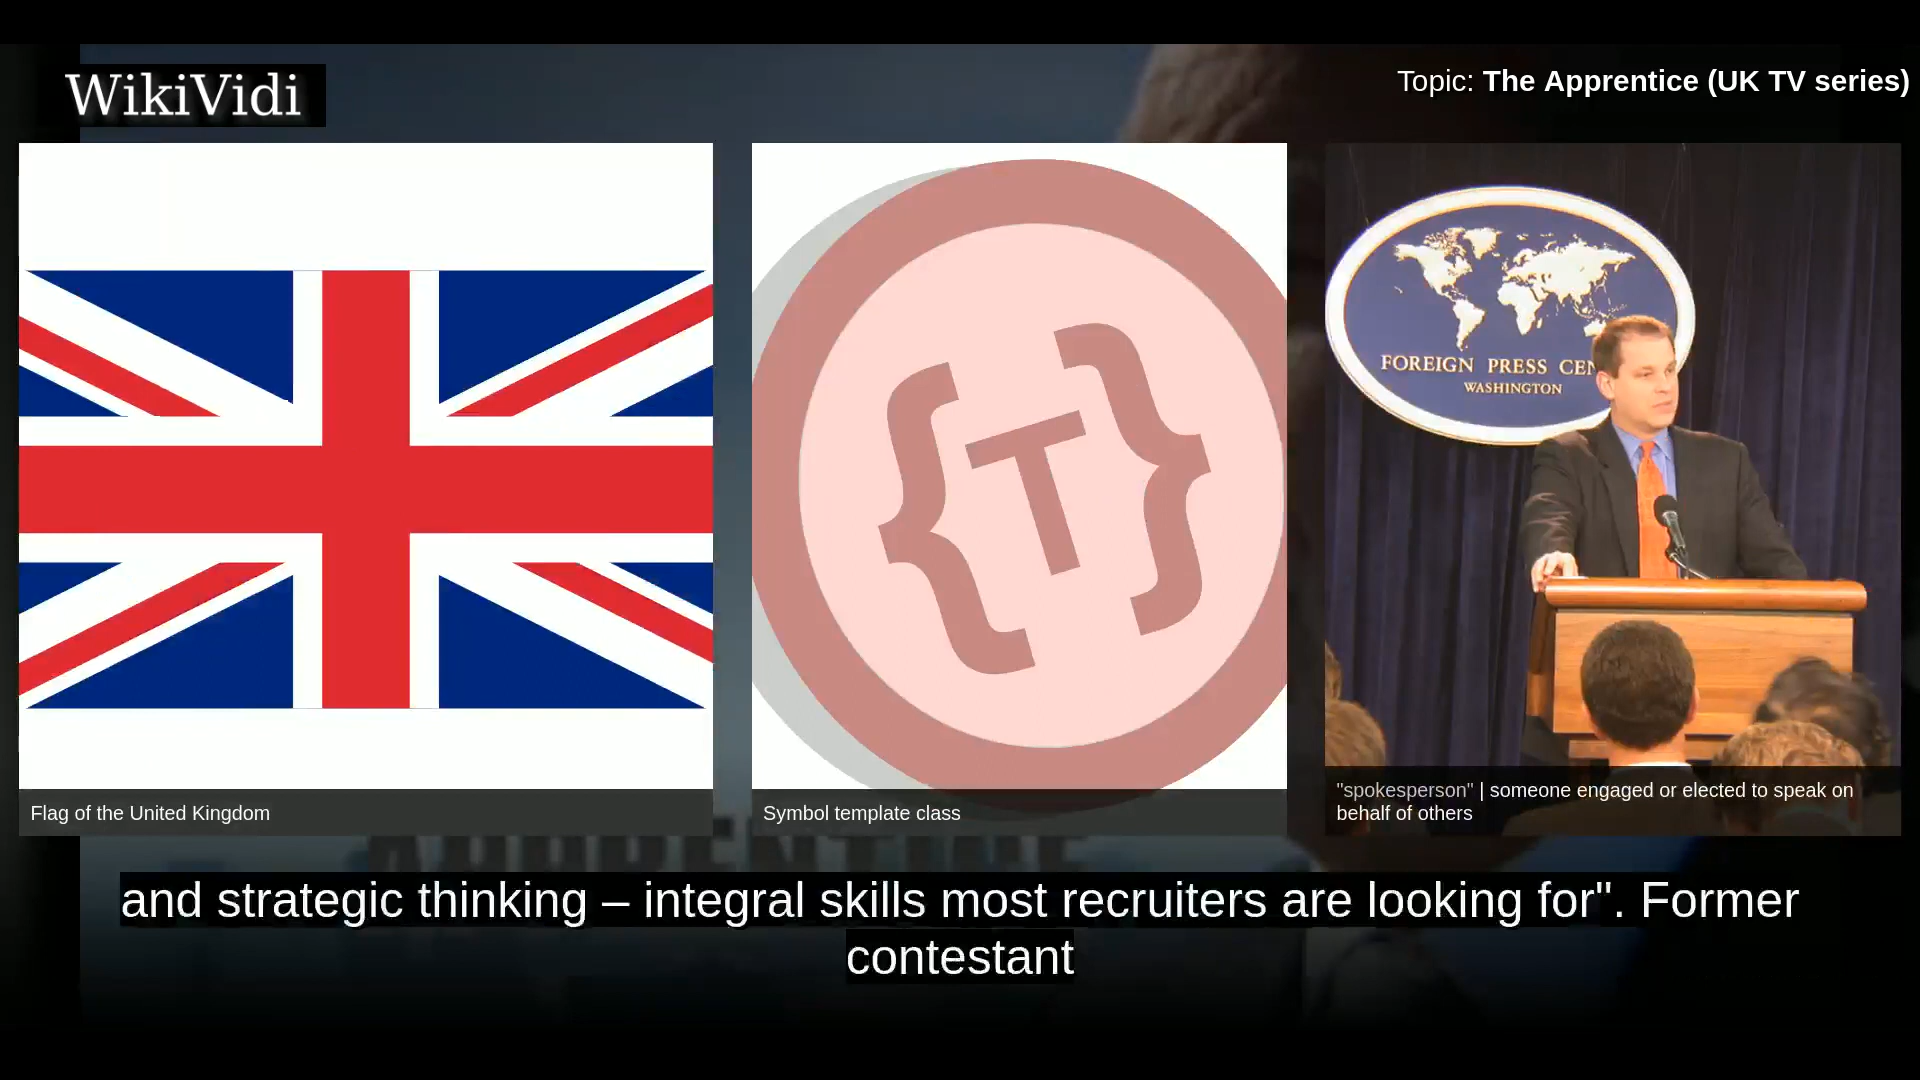 WikiVidi
Topic: The Apprentice (UK TV series)
{T}
FOREIGN PRESS CEN
WASHINGTON
Flag of the United Kingdom
Symbol template class
"spokesperson" | someone engaged or elected to speak on
behalf of others
APPRENTICE
and strategic thinking – integral skills most recruiters are looking for". Former
contestant